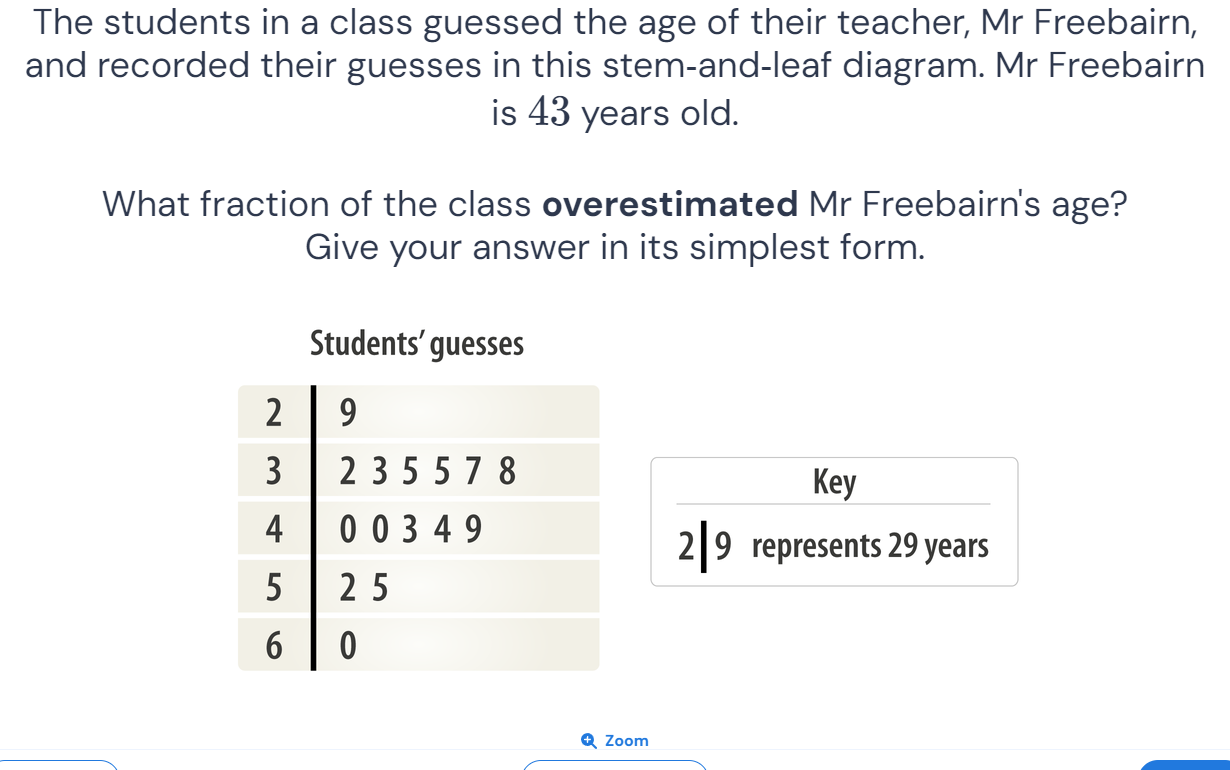 The students in a class guessed the age of their teacher, Mr Freebairn,
and recorded their guesses in this stem-and-leaf diagram. Mr Freebairn
is 43 years old.
What fraction of the class overestimated Mr Freebairn's age?
Give your answer in its simplest form.
Students' guesses
2 | 9
3 | 2 3 5 5 7 8
4 | 0 0 3 4 9
5 | 2 5
6 | 0
Key
2 | 9 represents 29 years
Zoom